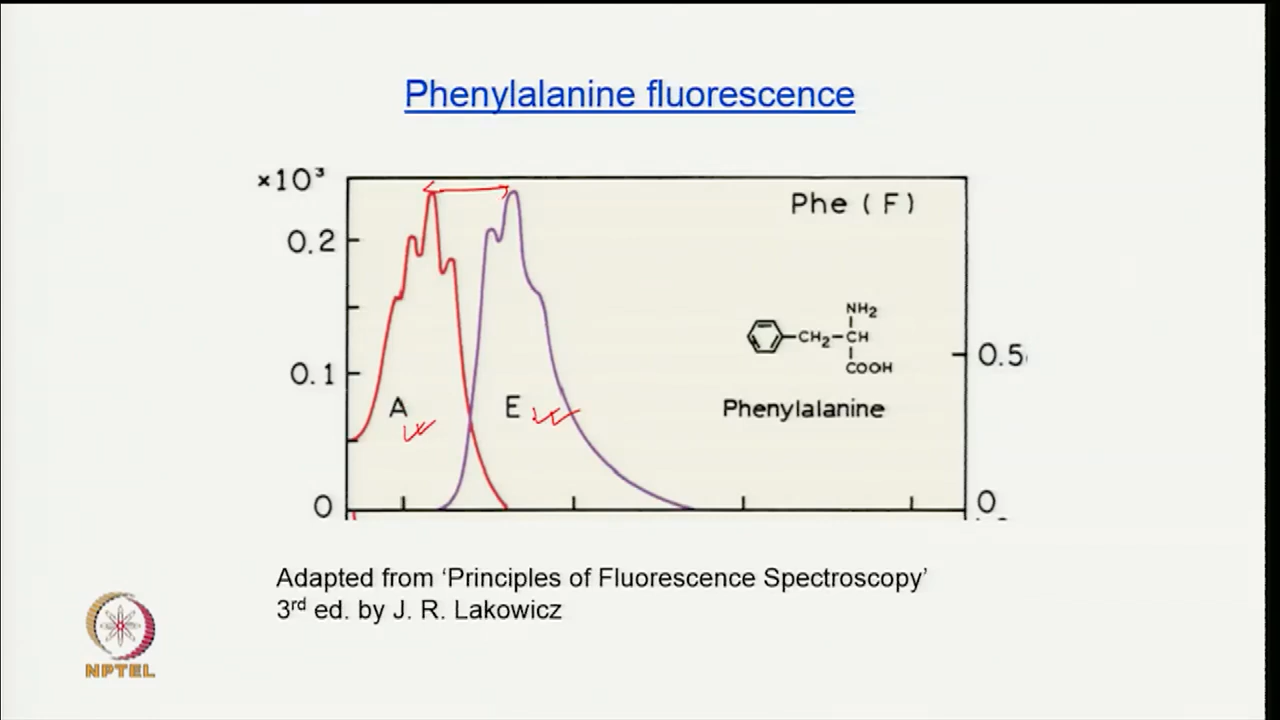 Phenylalanine fluorescence
×10³
Phe (F)
0.2
NH₂
CH₂-CH
COOH
0.5
0.1
A
E
Phenylalanine
0
0
Adapted from ‘Principles of Fluorescence Spectroscopy’
3rd ed. by J. R. Lakowicz
NPTEL